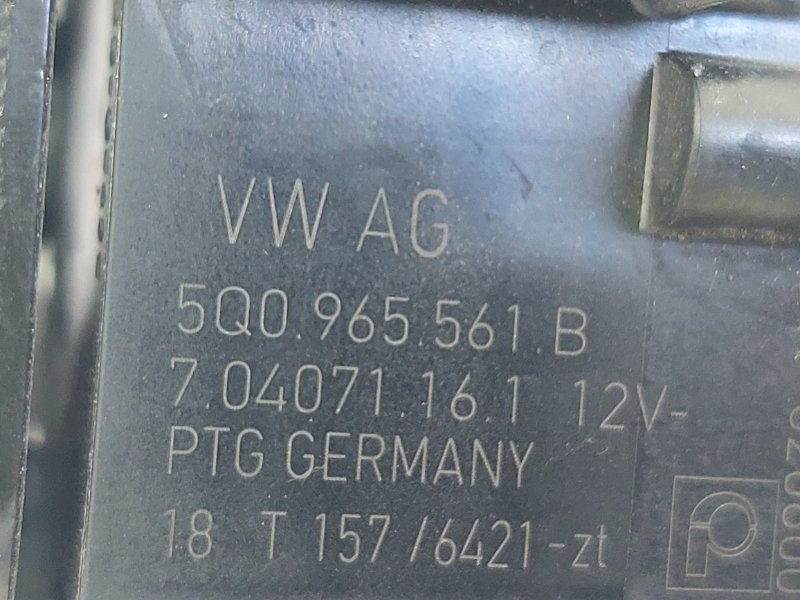 VW AG
5Q0.965.561.B
7.04071.16.1 12V-
PTG GERMANY
18 T 157/6421-zt